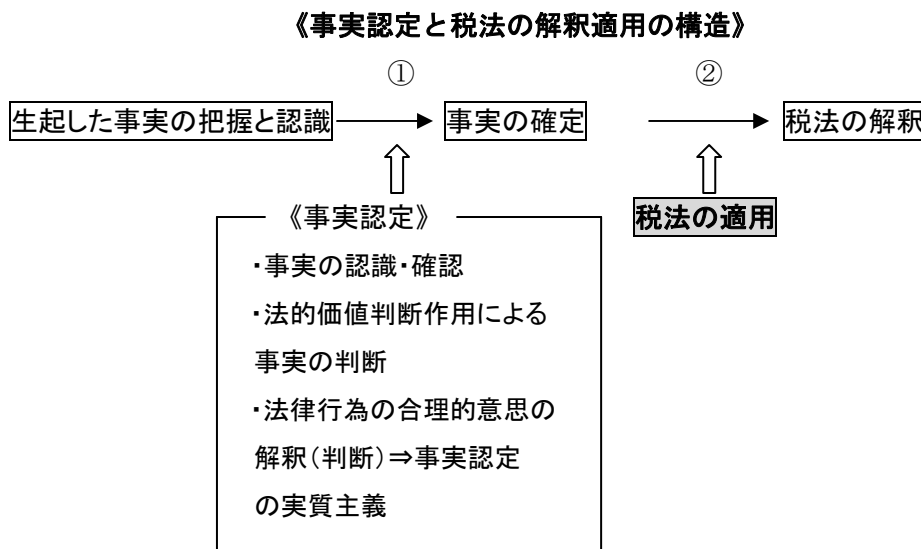 《事実認定と税法の解釈適用の構造》
① ②
生起した事実の把握と認識 事実の確定 税法の解釈
《事実認定》 税法の適用
・事実の認識・確認
・法的価値判断作用による
事実の判断
・法律行為の合理的意思の
解釈(判断)⇒事実認定
の実質主義